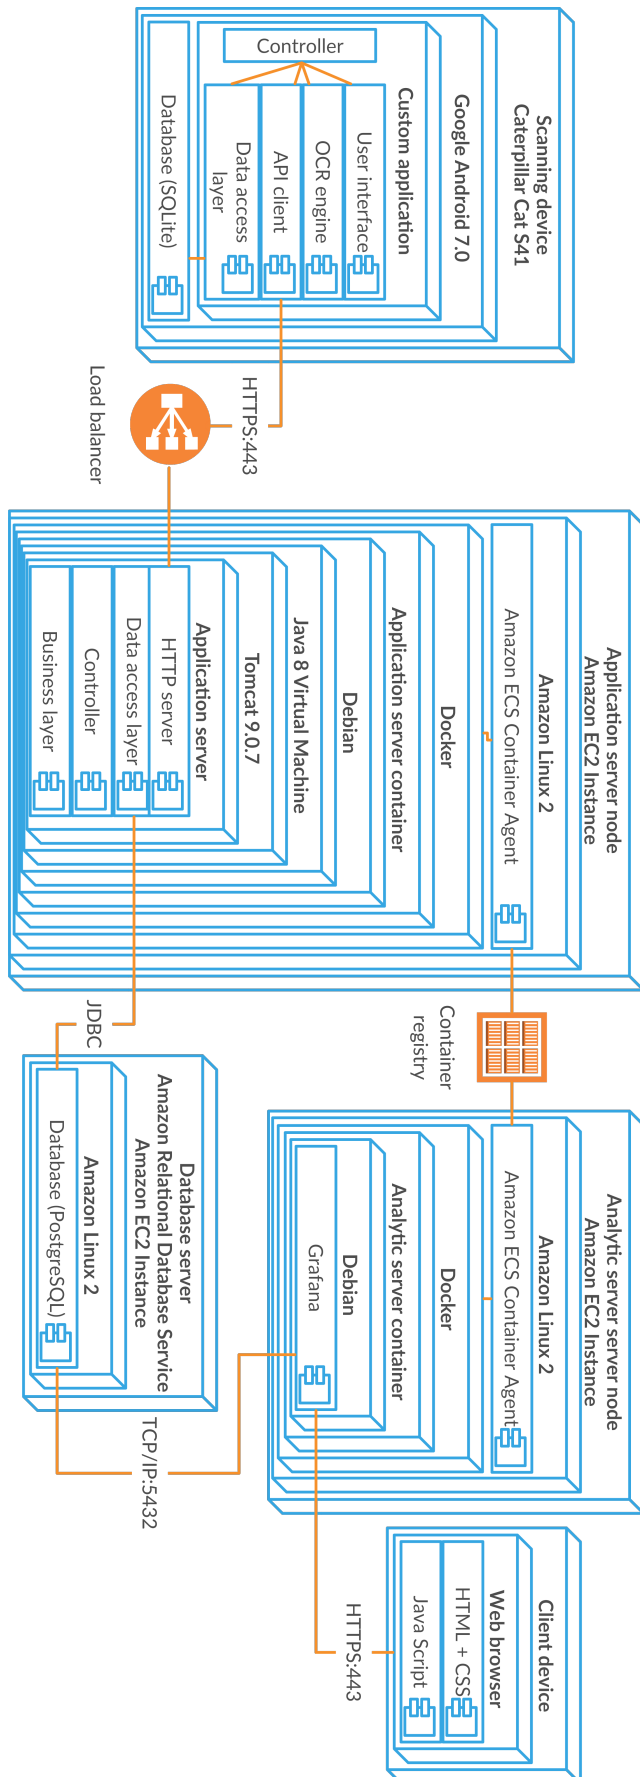 Scanning device
Caterpillar Cat S41
Google Android 7.0
Custom application
Controller
User interface
OCR engine
API client
Data access
layer
Database (SQLite)
HTTPS:443
Load balancer
Application server node
Amazon EC2 Instance
Amazon Linux 2
Amazon ECS Container Agent
Docker
Application server container
Debian
Java 8 Virtual Machine
Tomcat 9.0.7
Application server
HTTP server
Data access layer
Controller
Business layer
Container
registry
JDBC
Database server
Amazon Relational Database Service
Amazon EC2 Instance
Amazon Linux 2
Database (PostgreSQL)
TCP/IP:5432
Analytic server server node
Amazon EC2 Instance
Amazon Linux 2
Amazon ECS Container Agent
Docker
Analytic server container
Debian
Grafana
HTTPS:443
Client device
Web browser
HTML + CSS
Java Script